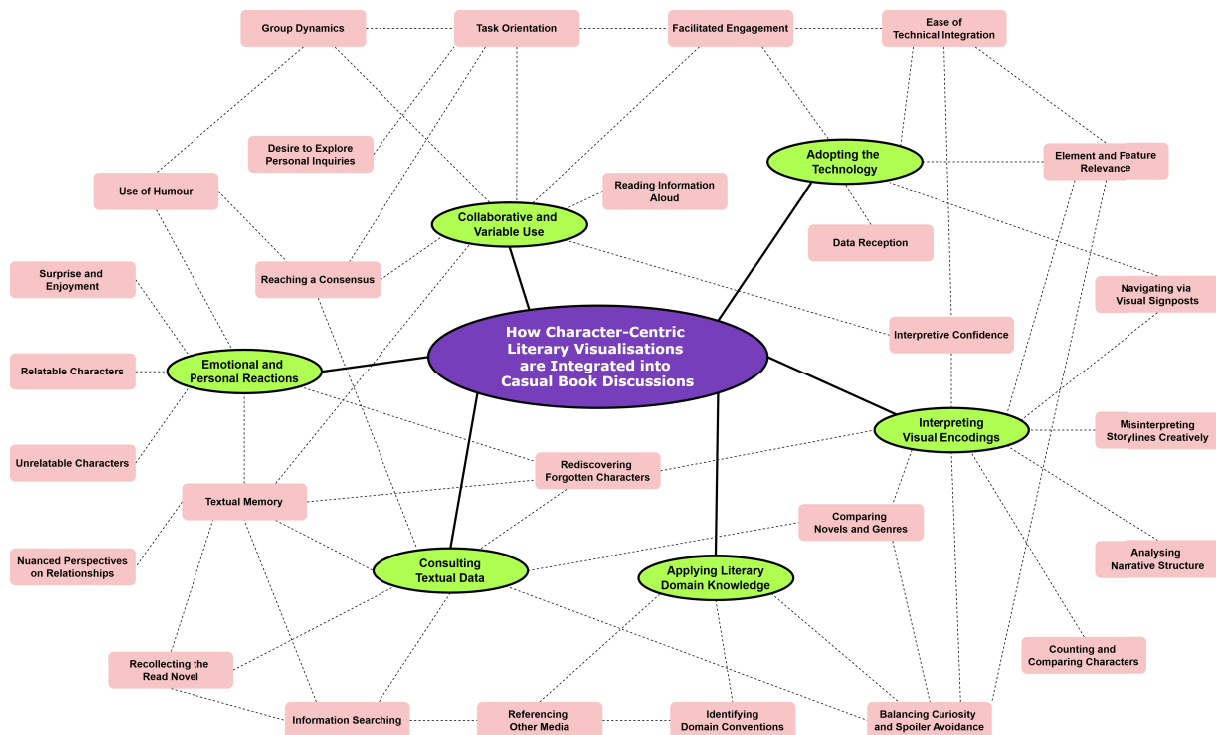 Group Dynamics
Task Orientation
Facilitated Engagement
Ease of
Technical Integration
Desire to Explore
Personal Inquiries
Adopting the
Technology
Element and Feature
Relevance
Use of Humour
Reading Information
Aloud
Collaborative and
Variable Use
Data Reception
Surprise and
Enjoyment
Reaching a Consensus
Navigating via
Visual Signposts
How Character-Centric
Literary Visualisations
are Integrated into
Casual Book Discussions
Interpretive Confidence
Emotional and
Personal Reactions
Relatable Characters
Interpreting
Visual Encodings
Misinterpreting
Storylines Creatively
Unrelatable Characters
Rediscovering
Forgotten Characters
Textual Memory
Comparing
Novels and Genres
Nuanced Perspectives
on Relationships
Consulting
Textual Data
Applying Literary
Domain Knowledge
Analysing
Narrative Structure
Recollecting the
Read Novel
Counting and
Comparing Characters
Information Searching
Referencing
Other Media
Identifying
Domain Conventions
Balancing Curiosity
and Spoiler Avoidance